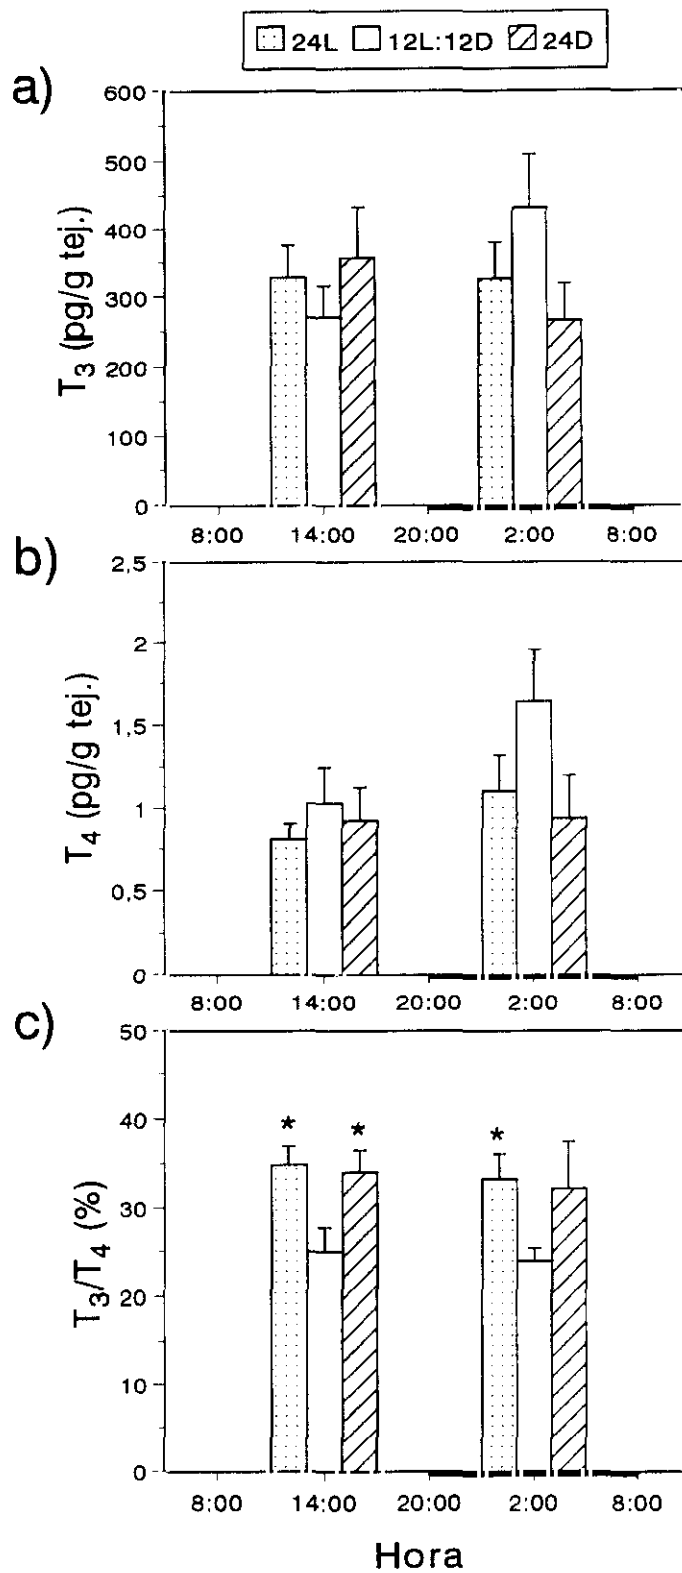 24L 12L:12D 24D
a)
600
500
400
300
200
100
0
T3 (pg/g tej.)
8:00 14:00 20:00 2:00 8:00
b)
2,5
2
1,5
1
0,5
0
T4 (pg/g tej.)
8:00 14:00 20:00 2:00 8:00
c)
50
40
30
20
10
0
T3/T4 (%)
* * *
8:00 14:00 20:00 2:00 8:00
Hora